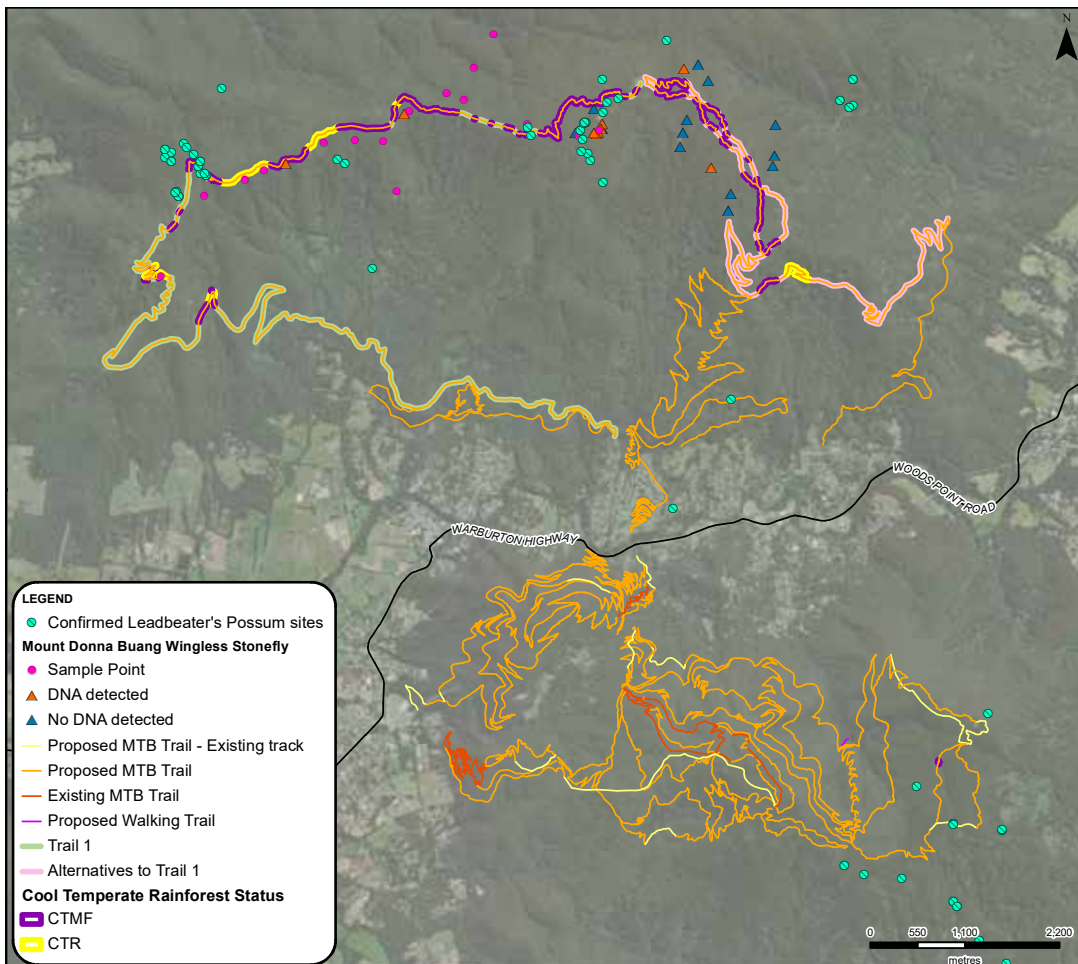 N
WOODS POINT ROAD
WARBURTON HIGHWAY
LEGEND
Confirmed Leadbeater's Possum sites
Mount Donna Buang Wingless Stonefly
Sample Point
DNA detected
No DNA detected
Proposed MTB Trail - Existing track
Proposed MTB Trail
Existing MTB Trail
Proposed Walking Trail
Trail 1
Alternatives to Trail 1
Cool Temperate Rainforest Status
CTMF
CTR
0 550 1,100 2,200
metres